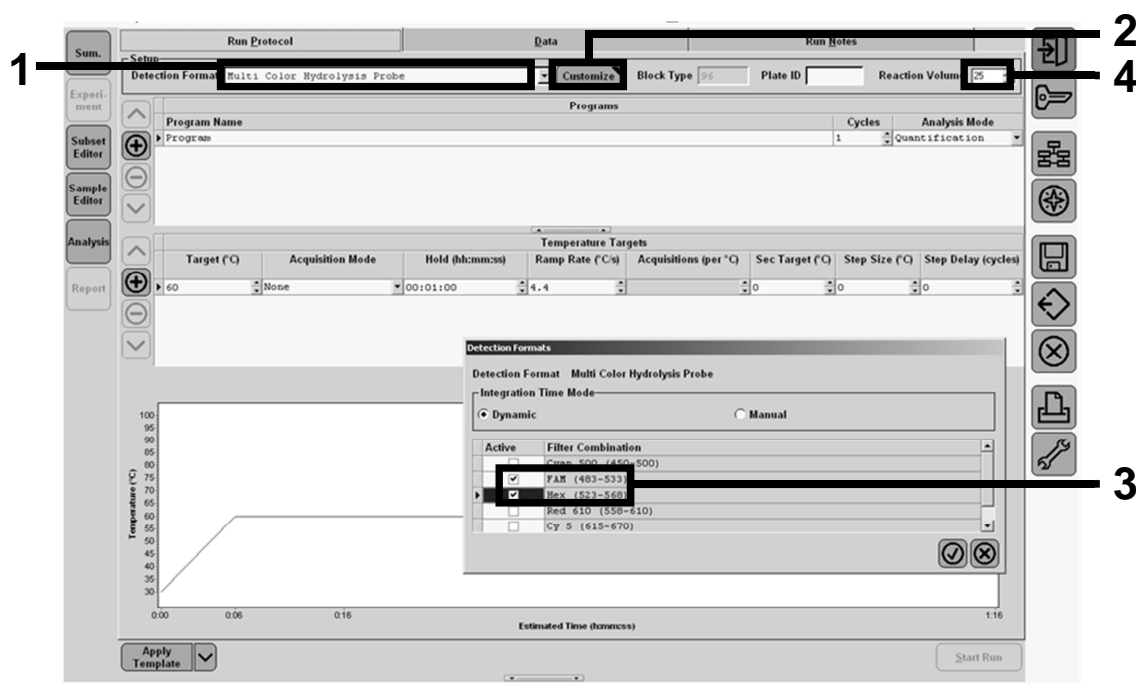 Run Protocol Data Run Notes
2
1
4
3
Sum.
Experi-
ment
Subset
Editor
Sample
Editor
Analysis
Report
Setup
Detection Format Multi Color Hydrolysis Probe Customize Block Type 96 Plate ID Reaction Volume 25
Programs
Program Name Cycles Analysis Mode
Program 1 Quantification
Temperature Targets
Target (°C) Acquisition Mode Hold (hh:mm:ss) Ramp Rate (°C/s) Acquisitions (per °C) Sec Target (°C) Step Size (°C) Step Delay (cycles)
60 None 00:01:00 4.4 0 0 0
Detection Formats
Detection Format Multi Color Hydrolysis Probe
Integration Time Mode
Dynamic Manual
Active Filter Combination
Cyan 500 (450-500)
FAM (483-533)
Hex (523-568)
Red 610 (558-610)
Cy 5 (615-670)
Temperature (°C)
100
95
90
85
80
75
70
65
60
55
50
45
40
35
30
0:00 0:06 0:16 1:16
Estimated Time (h:mm:ss)
Apply
Template
Start Run